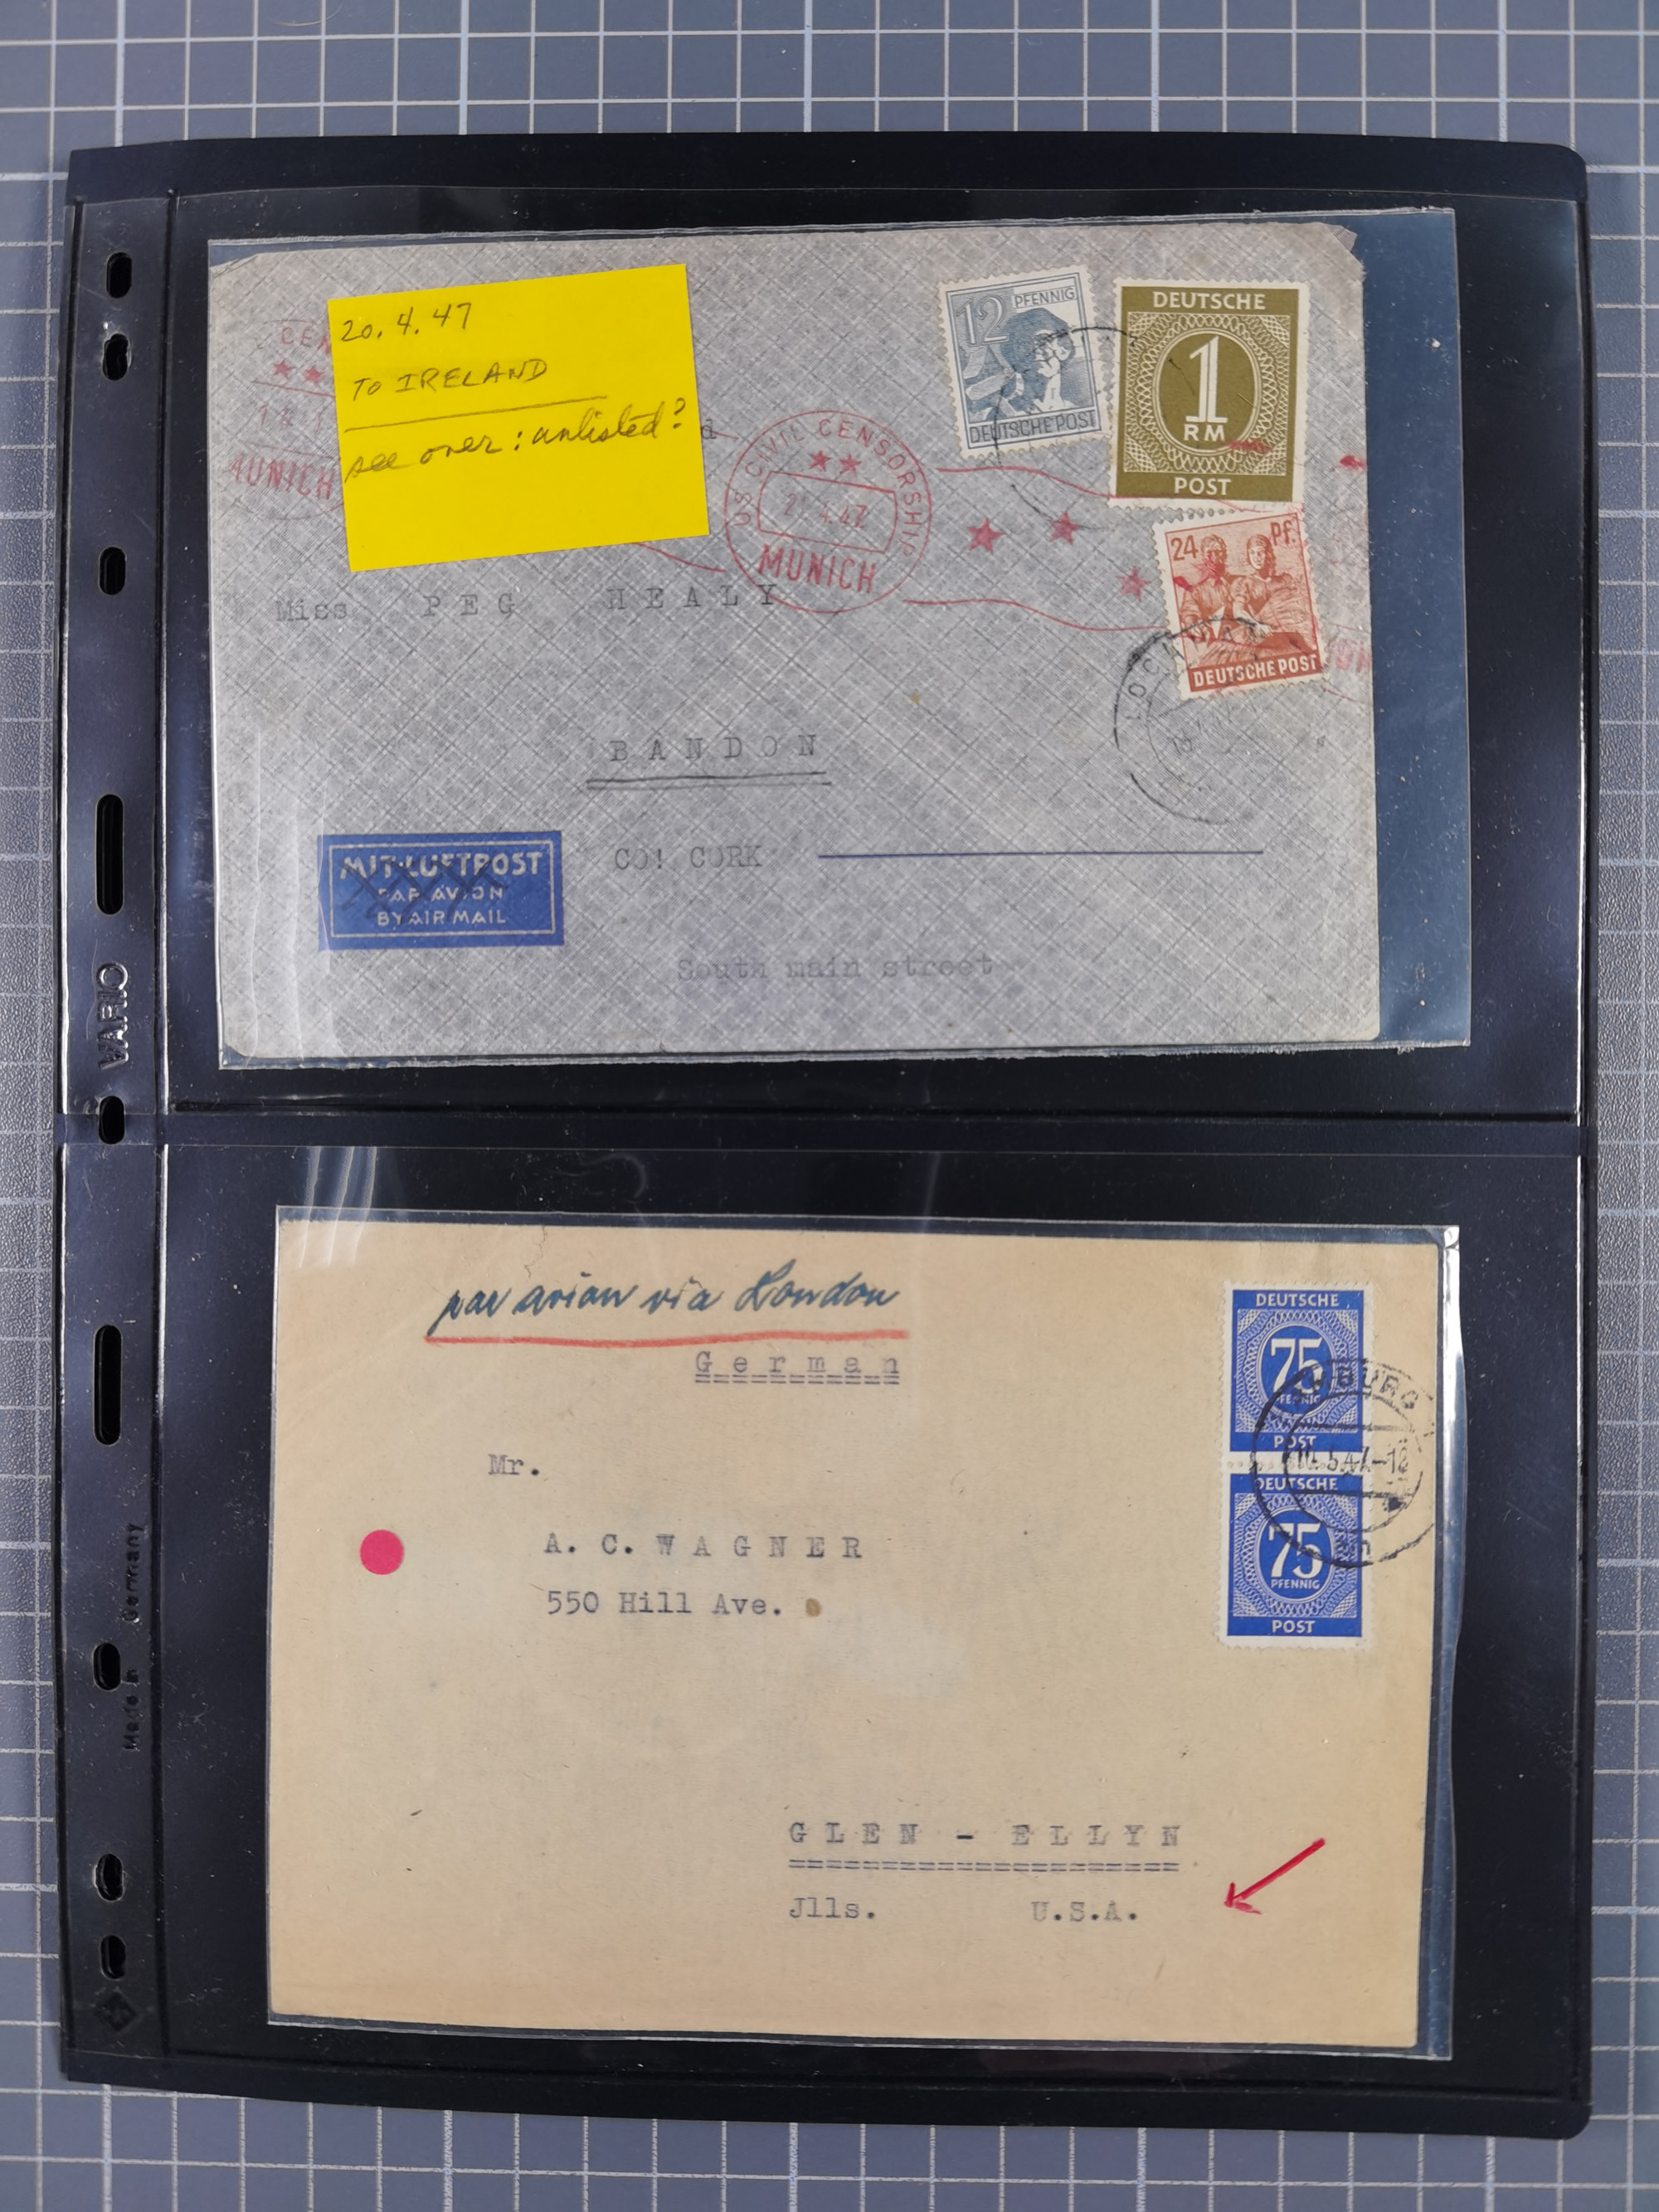 20.4.47
TO IRELAND
see over: unlisted?
12 PFENNIG
DEUTSCHE POST
DEUTSCHE
1
RM
POST
US CIVIL CENSORSHIP
21.4.47
MUNICH
MUNICH
24 Pf.
DEUTSCHE POST
Miss PEG HEALY
BANDON
CO! CORK
South main street
MIT LUFTPOST
PAR AVION
BY AIR MAIL
VARIO
par avion via London
German
DEUTSCHE
75
PFENNIG
POST
DEUTSCHE
75
PFENNIG
POST
Mr.
A. C. WAGNER
550 Hill Ave.
GLEN - ELLYN
Jlls. U.S.A.
Made in Germany